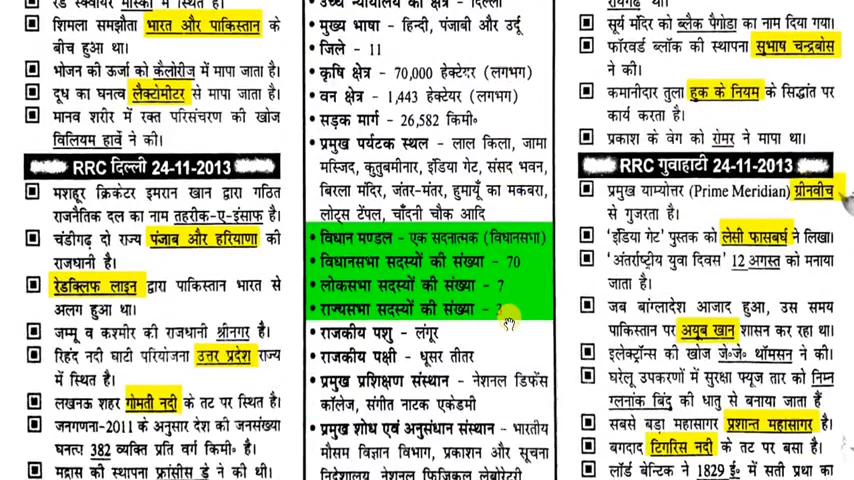 रेड स्क्वायर मॉस्को में स्थित है।
शिमला समझौता भारत और पाकिस्तान के
बीच हुआ था।
भोजन की ऊर्जा को कैलोरीज में मापा जाता है।
दूध का घनत्व लैक्टोमीटर से मापा जाता है।
मानव शरीर में रक्त परिसंचरण की खोज
विलियम हार्वे ने की।
RRC दिल्ली 24-11-2013
मशहूर क्रिकेटर इमरान खान द्वारा गठित
राजनैतिक दल का नाम तहरीक-ए-इंसाफ है।
चंडीगढ़ दो राज्य पंजाब और हरियाणा की
राजधानी है।
रेडक्लिफ लाइन द्वारा पाकिस्तान भारत से
अलग हुआ था।
जम्मू व कश्मीर की राजधानी श्रीनगर है।
रिहंद नदी घाटी परियोजना उत्तर प्रदेश राज्य
में स्थित है।
लखनऊ शहर गोमती नदी के तट पर स्थित है।
जनगणना-2011 के अनुसार देश की जनसंख्या
घनत्व 382 व्यक्ति प्रति वर्ग किमी॰ है।
मद्रास की स्थापना फ्रांसीस डे ने की थी।
उच्च न्यायालय का क्षेत्र - दिल्ली
• मुख्य भाषा - हिन्दी, पंजाबी और उर्दू
• जिले - 11
• कृषि क्षेत्र - 70,000 हेक्टेयर (लगभग)
• वन क्षेत्र - 1,443 हेक्टेयर (लगभग)
• सड़क मार्ग - 26,582 किमी॰
• प्रमुख पर्यटक स्थल - लाल किला, जामा
मस्जिद, कुतुबमीनार, इंडिया गेट, संसद भवन,
बिरला मंदिर, जंतर-मंतर, हुमायूँ का मकबरा,
लोट्स टेंपल, चाँदनी चौक आदि
• विधान मण्डल - एक सदनात्मक (विधानसभा)
• विधानसभा सदस्यों की संख्या - 70
• लोकसभा सदस्यों की संख्या - 7
• राज्यसभा सदस्यों की संख्या - 3
• राजकीय पशु - लंगूर
• राजकीय पक्षी - धूसर तीतर
• प्रमुख प्रशिक्षण संस्थान - नेशनल डिफेंस
कॉलेज, संगीत नाटक एकेडमी
• प्रमुख शोध एवं अनुसंधान संस्थान - भारतीय
मौसम विज्ञान विभाग, प्रकाशन और सूचना
निदेशालय, नेशनल फिजिकल लेबोरेटरी
रायगढ़ था।
सूर्य मंदिर को ब्लैक पैगोडा का नाम दिया गया।
फॉरवर्ड ब्लॉक की स्थापना सुभाष चन्द्रबोस
ने की।
कमानीदार तुला हुक के नियम के सिद्धांत पर
कार्य करता है।
प्रकाश के वेग को रोमर ने मापा था।
RRC गुवाहाटी 24-11-2013
प्रमुख याम्योत्तर (Prime Meridian) ग्रीनवीच
से गुजरता है।
'इंडिया गेट' पुस्तक को लेसी फासबर्घ ने लिखा।
'अंतर्राष्ट्रीय युवा दिवस' 12 अगस्त को मनाया
जाता है।
जब बांग्लादेश आजाद हुआ, उस समय
पाकिस्तान पर अयूब खान शासन कर रहा था।
इलेक्ट्रॉन्स की खोज जे॰जे॰ थॉमसन ने की।
घरेलू उपकरणों में सुरक्षा फ्यूज तार को निम्न
ग्लनांक बिंदु की धातु से बनाया जाता हैं
सबसे बड़ा महासागर प्रशान्त महासागर है।
बगदाद टिगरिस नदी के तट पर बसा है।
लॉर्ड बेन्टिक ने 1829 ई॰ में सती प्रथा का